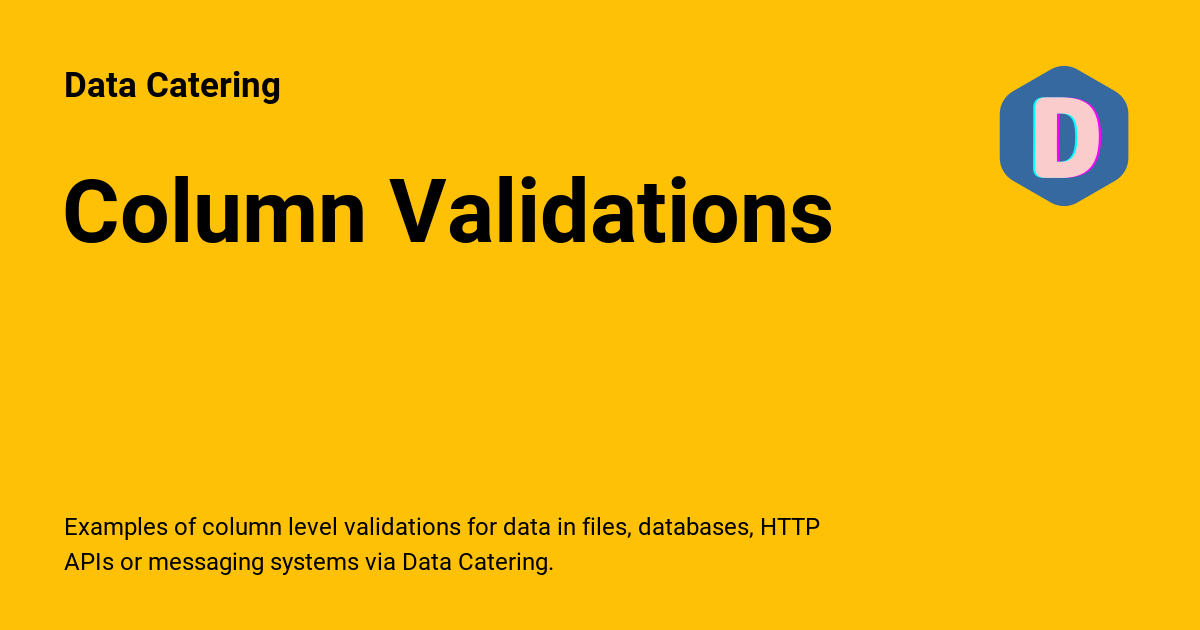 Data Catering
D
Column Validations
Examples of column level validations for data in files, databases, HTTP
APIs or messaging systems via Data Catering.